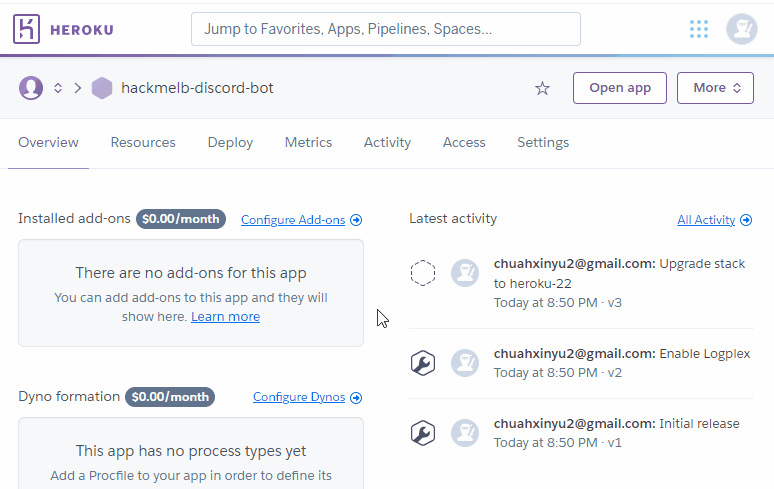 HEROKU
Jump to Favorites, Apps, Pipelines, Spaces...
hackmelb-discord-bot
Open app
More
Overview
Resources
Deploy
Metrics
Activity
Access
Settings
Installed add-ons $0.00/month
Configure Add-ons
There are no add-ons for this app
You can add add-ons to this app and they will
show here. Learn more
Dyno formation $0.00/month
Configure Dynos
This app has no process types yet
Add a Procfile to your app in order to define its
Latest activity
All Activity
chuahxinyu2@gmail.com: Upgrade stack
to heroku-22
Today at 8:50 PM · v3
chuahxinyu2@gmail.com: Enable Logplex
Today at 8:50 PM · v2
chuahxinyu2@gmail.com: Initial release
Today at 8:50 PM · v1